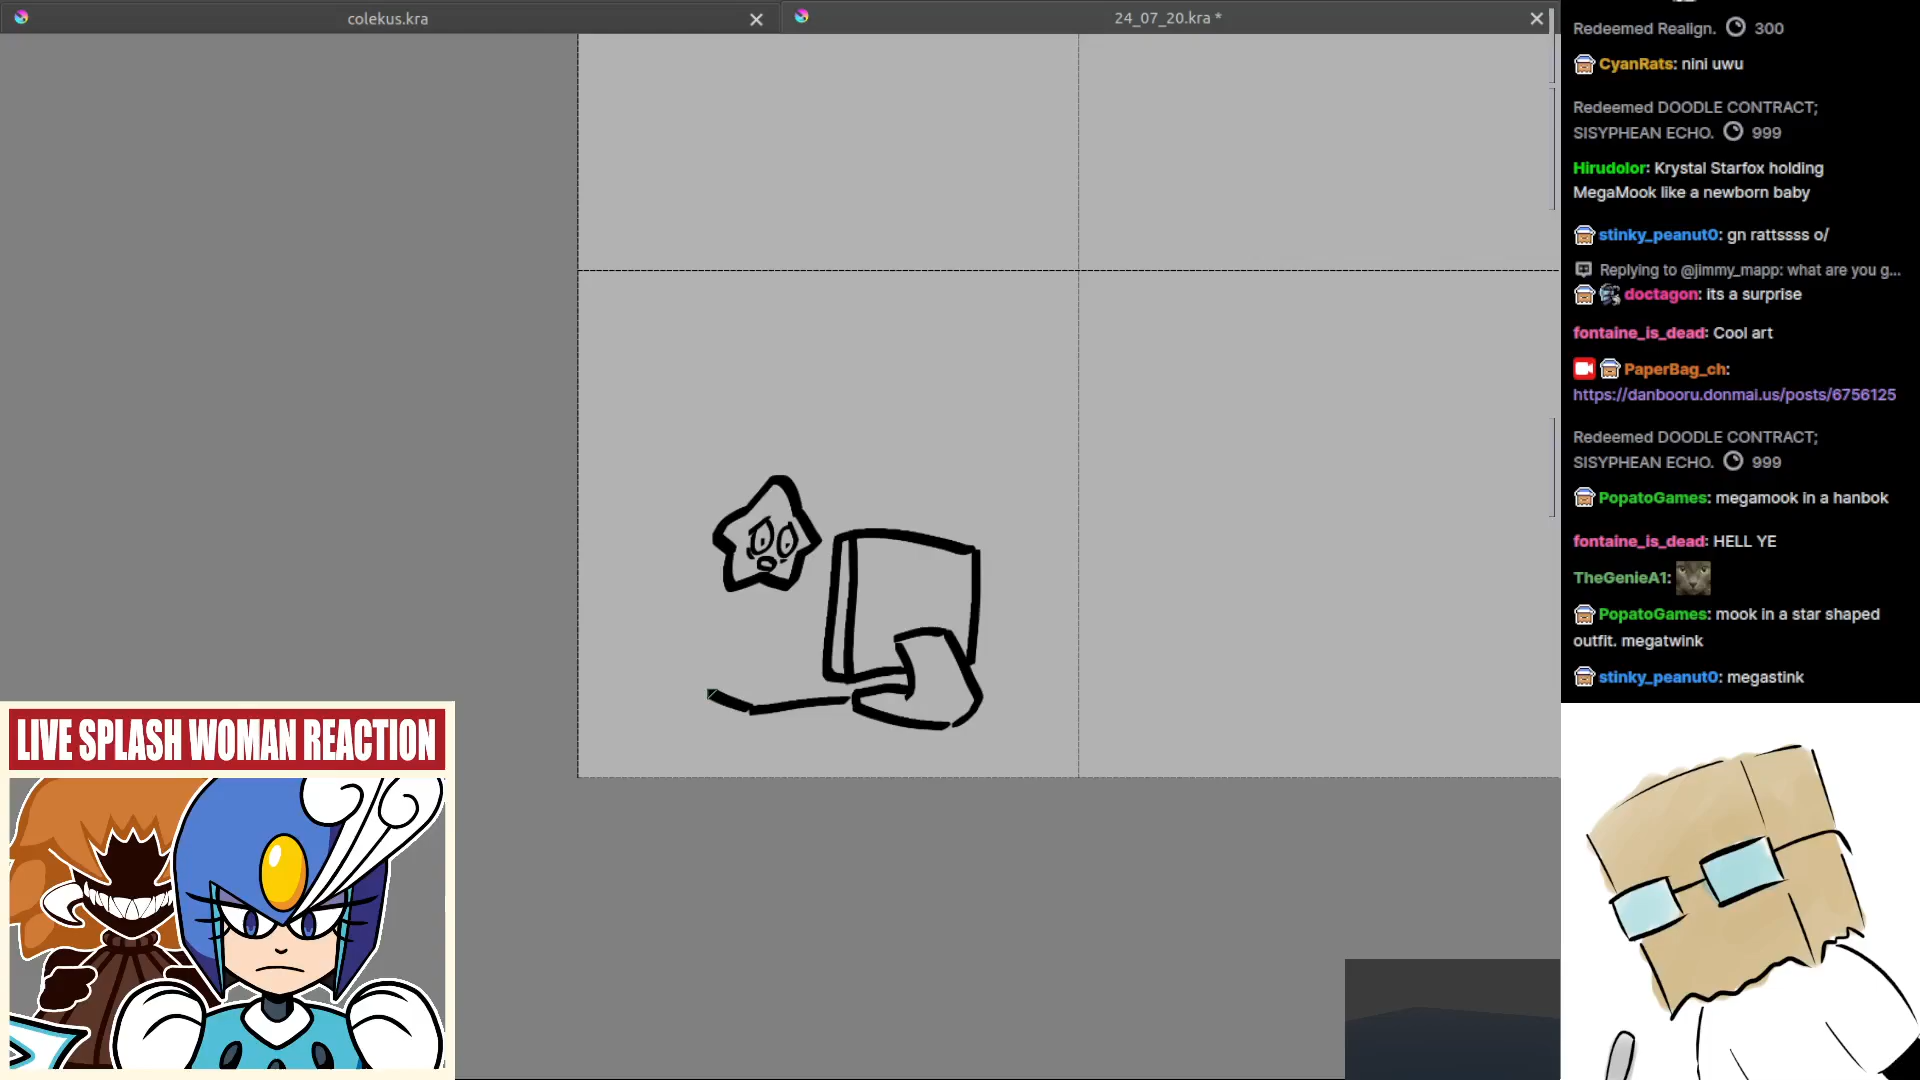 colekus.kra
24_07_20.kra *
Redeemed Realign. 300
CyanRats: nini uwu
Redeemed DOODLE CONTRACT;
SISYPHEAN ECHO. 999
Hirudolor: Krystal Starfox holding
MegaMook like a newborn baby
stinky_peanut0: gn rattssss o/
Replying to @jimmy_mapp: what are you g...
doctagon: its a surprise
fontaine_is_dead: Cool art
PaperBag_ch:
https://danbooru.donmai.us/posts/6756125
Redeemed DOODLE CONTRACT;
SISYPHEAN ECHO. 999
PopatoGames: megamook in a hanbok
fontaine_is_dead: HELL YE
TheGenieA1:
PopatoGames: mook in a star shaped
outfit. megatwink
stinky_peanut0: megastink
LIVE SPLASH WOMAN REACTION